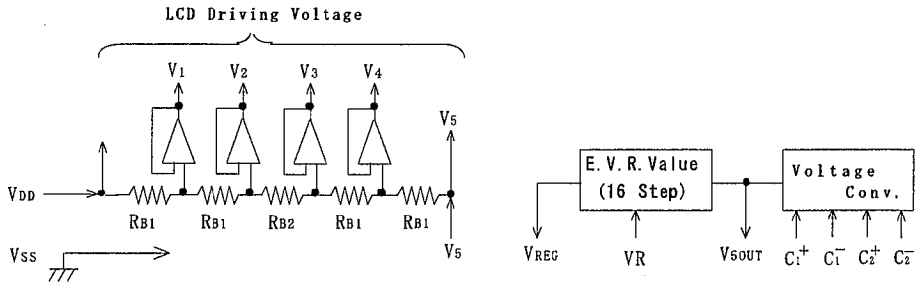 LCD Driving Voltage
V1 V2 V3 V4
V5
VDD
RB1 RB1 RB2 RB1 RB1
VSS
V5
E.V.R.Value
(16 Step)
Voltage
Conv.
VREG VR V5OUT C1+ C1- C2+ C2-